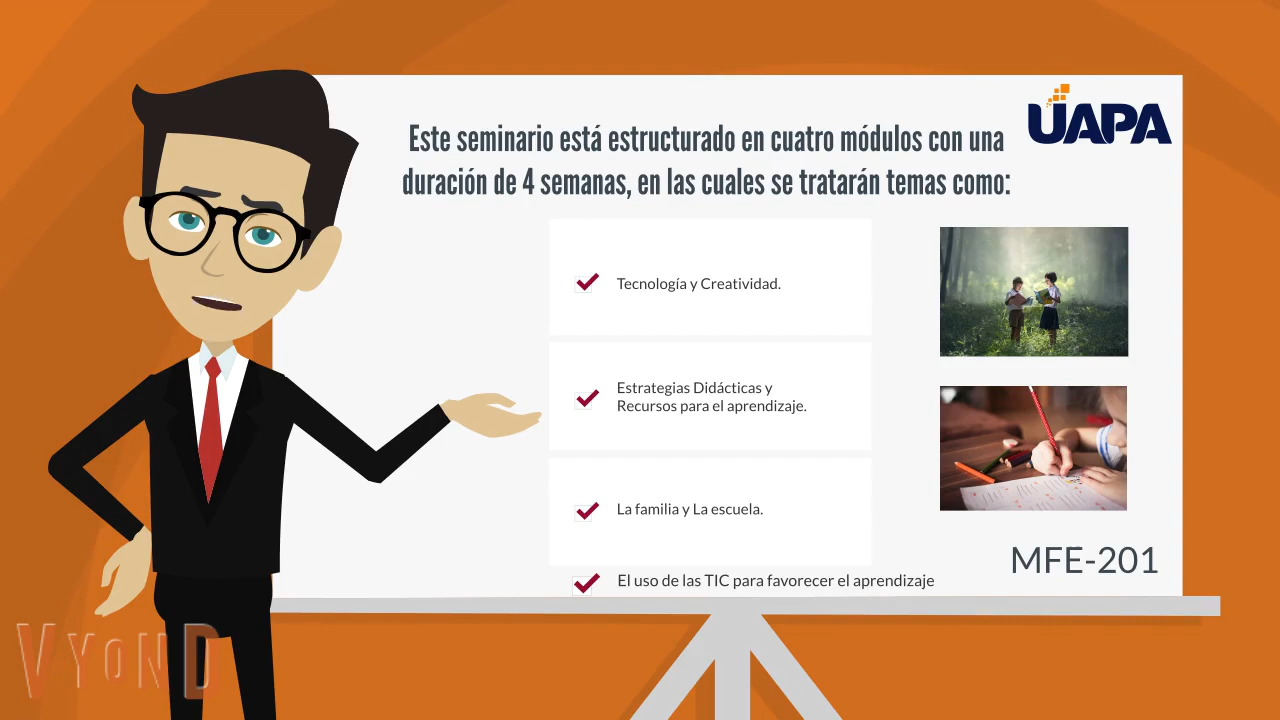 UAPA
Este seminario está estructurado en cuatro módulos con una
duración de 4 semanas, en las cuales se tratarán temas como:
Tecnología y Creatividad.
Estrategias Didácticas y
Recursos para el aprendizaje.
La familia y La escuela.
El uso de las TIC para favorecer el aprendizaje
MFE-201
VYOND